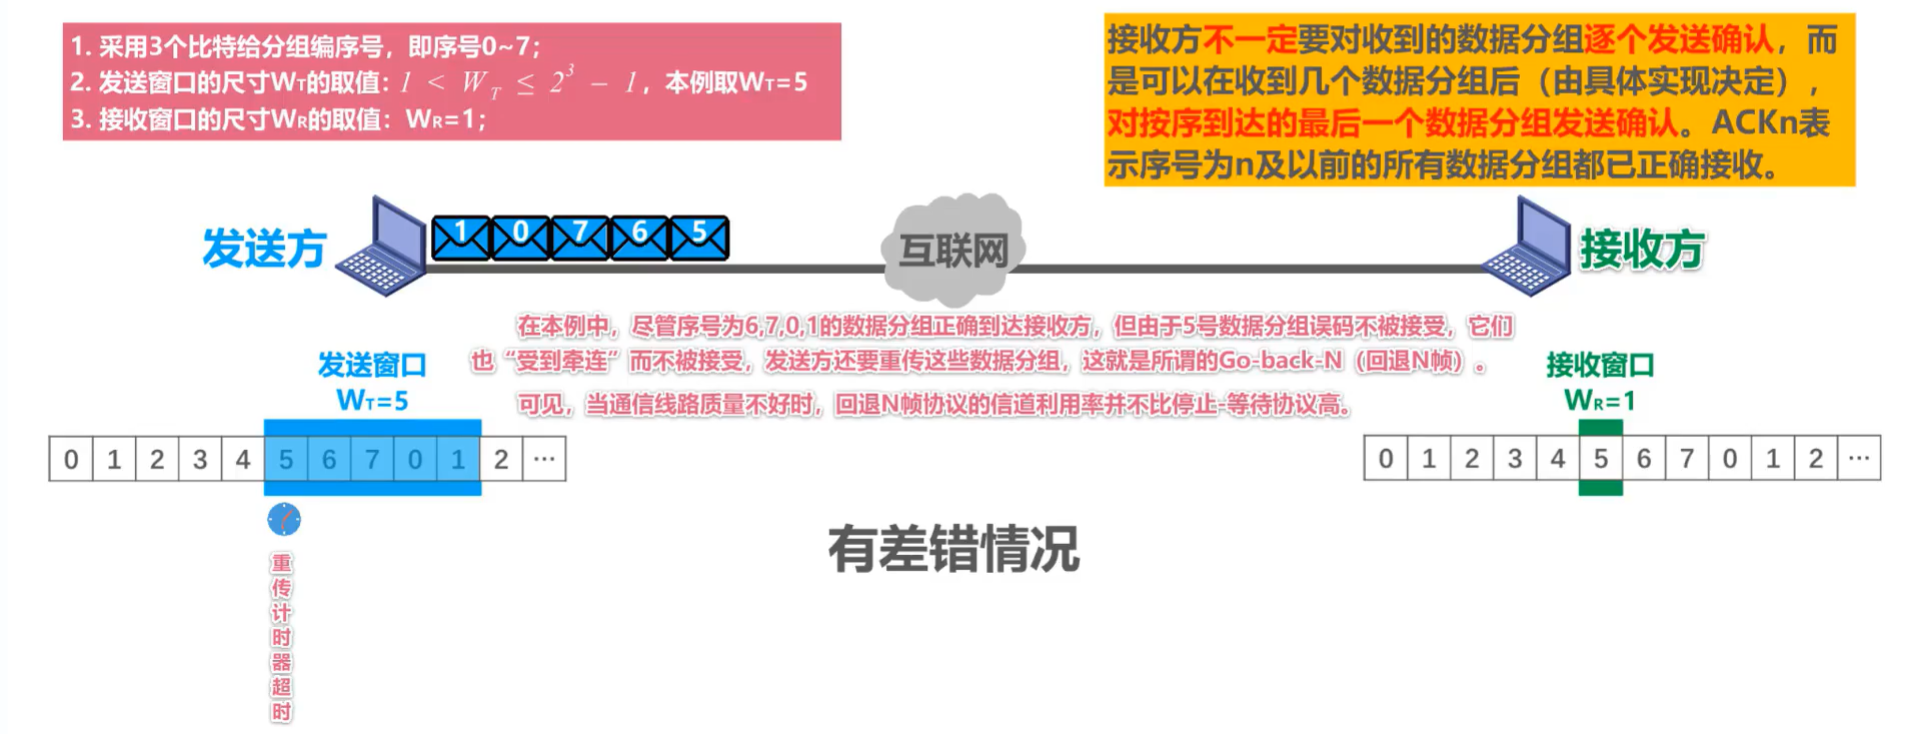 1. 采用3个比特给分组编序号，即序号0~7；
2. 发送窗口的尺寸WT的取值：1 < W T ≤ 2³ − 1，本例取WT=5
3. 接收窗口的尺寸WR的取值：WR=1；
接收方不一定要对收到的数据分组逐个发送确认，而
是可以在收到几个数据分组后（由具体实现决定），
对按序到达的最后一个数据分组发送确认。ACKn表
示序号为n及以前的所有数据分组都已正确接收。
发送方
1 0 7 6 5
互联网
接收方
在本例中，尽管序号为6,7,0,1的数据分组正确到达接收方，但由于5号数据分组误码不被接受，它们
也“受到牵连”而不被接受，发送方还要重传这些数据分组，这就是所谓的Go-back-N（回退N帧）。
可见，当通信线路质量不好时，回退N帧协议的信道利用率并不比停止-等待协议高。
发送窗口
WT=5
接收窗口
WR=1
0 1 2 3 4 5 6 7 0 1 2 …
0 1 2 3 4 5 6 7 0 1 2 …
重传计时器超时
有差错情况